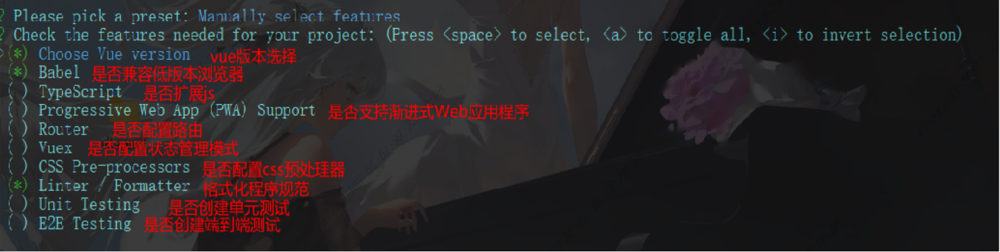 ? Please pick a preset: Manually select features
? Check the features needed for your project: (Press <space> to select, <a> to toggle all, <i> to invert selection)
>(*) Choose Vue version vue版本选择
(*) Babel 是否兼容低版本浏览器
( ) TypeScript 是否扩展js
( ) Progressive Web App (PWA) Support 是否支持渐进式Web应用程序
( ) Router 是否配置路由
( ) Vuex 是否配置状态管理模式
( ) CSS Pre-processors 是否配置css预处理器
(*) Linter / Formatter 格式化程序规范
( ) Unit Testing 是否创建单元测试
( ) E2E Testing 是否创建端到端测试